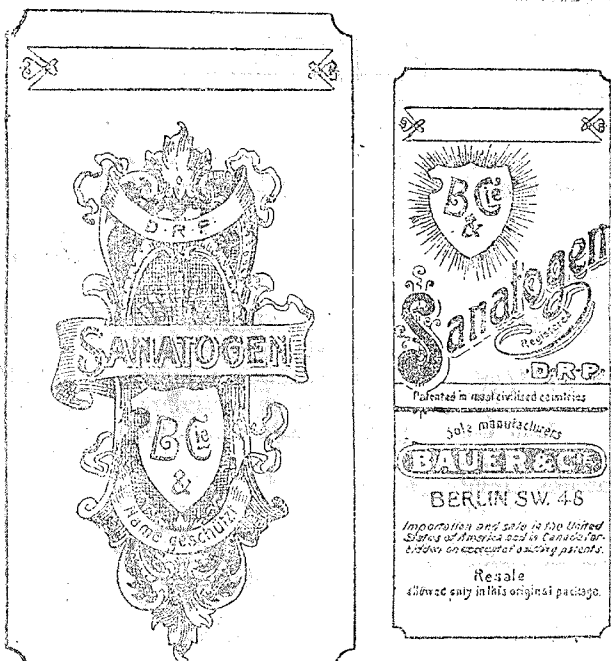 D.R.P.
SANATOGEN
B Cie
&
Name geschützt
B Cie
&
Sanatogen
Registered
D.R.P.
Patented in most civilized countries
Sole manufacturers
BAUER & Cie
BERLIN SW. 48
Importation and sale in the United
States of America and in Canada for-
bidden on account of existing patents.
Resale
allowed only in this original package.